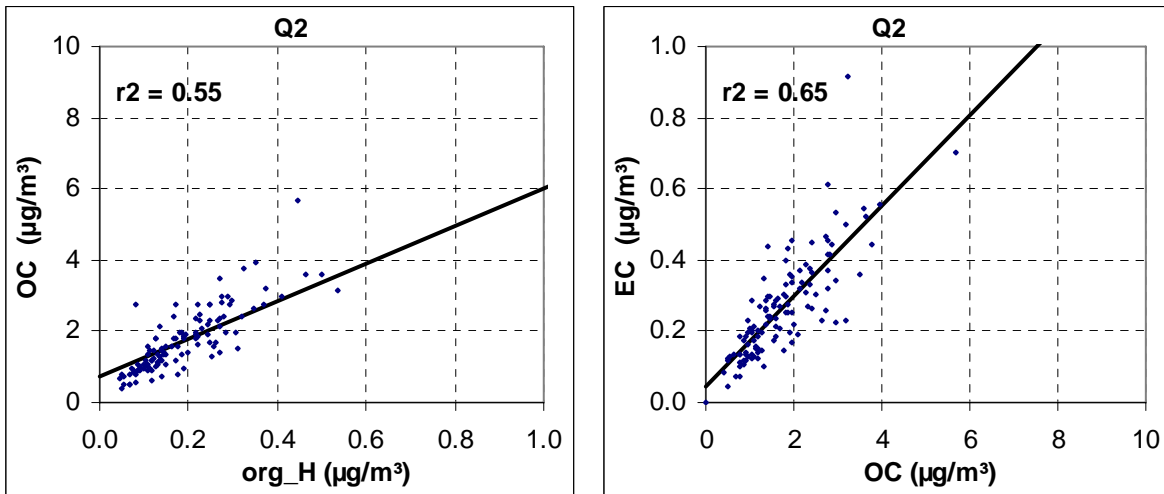 Q2
10
8
6
4
2
0
r2 = 0.55
OC (µg/m³)
0.0 0.2 0.4 0.6 0.8 1.0
org_H (µg/m³)
Q2
1.0
0.8
0.6
0.4
0.2
0.0
r2 = 0.65
EC (µg/m³)
0 2 4 6 8 10
OC (µg/m³)